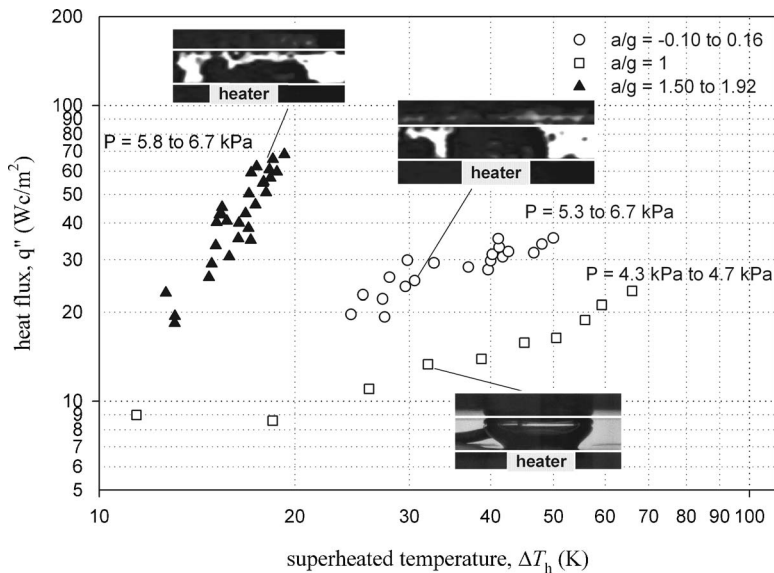 200
100
90
80
70
60
50
40
30
20
10
9
8
7
6
5
heat flux, q" (Wc/m²)
a/g = -0.10 to 0.16
a/g = 1
a/g = 1.50 to 1.92
heater
P = 5.8 to 6.7 kPa
heater
P = 5.3 to 6.7 kPa
P = 4.3 kPa to 4.7 kPa
heater
10 20 30 40 50 60 70 80 90 100
superheated temperature, ΔTh (K)